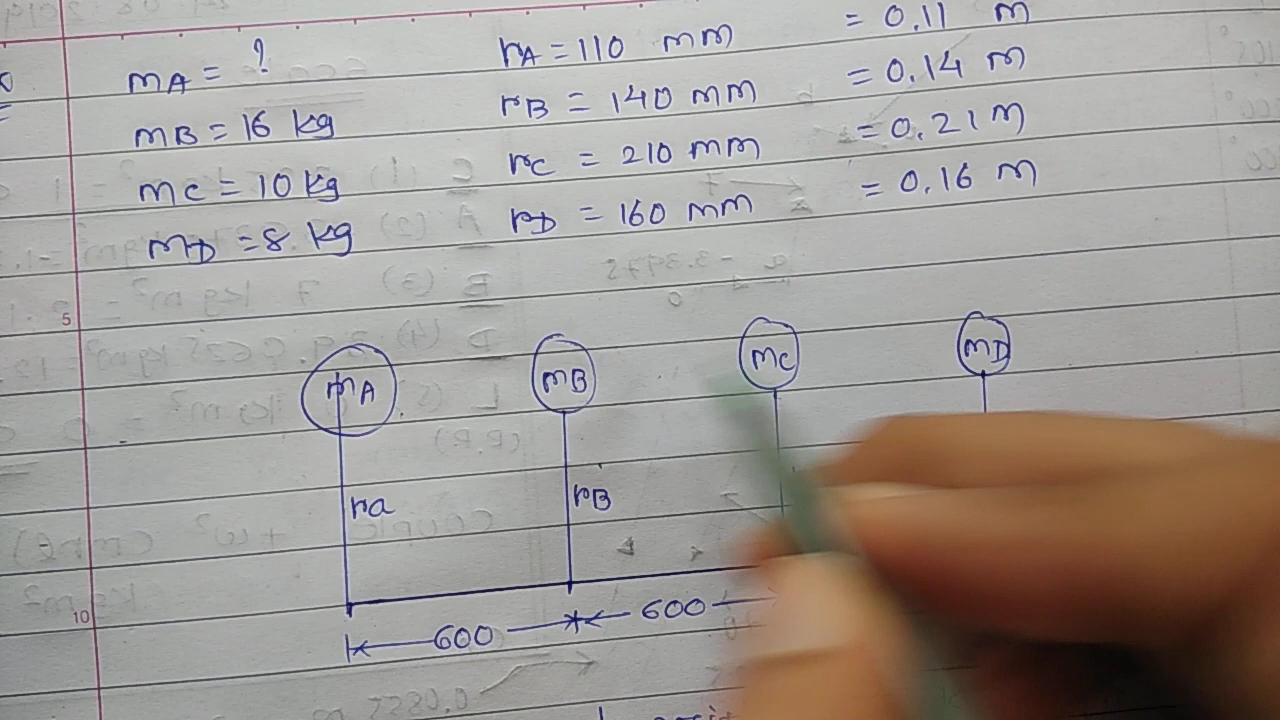 mA = ? rA = 110 mm = 0.11 m
mB = 16 kg rB = 140 mm = 0.14 m
mC = 10 kg rC = 210 mm = 0.21 m
mD = 8 kg rD = 160 mm = 0.16 m
5
mA mB mC mD
ra rB
10
600 600